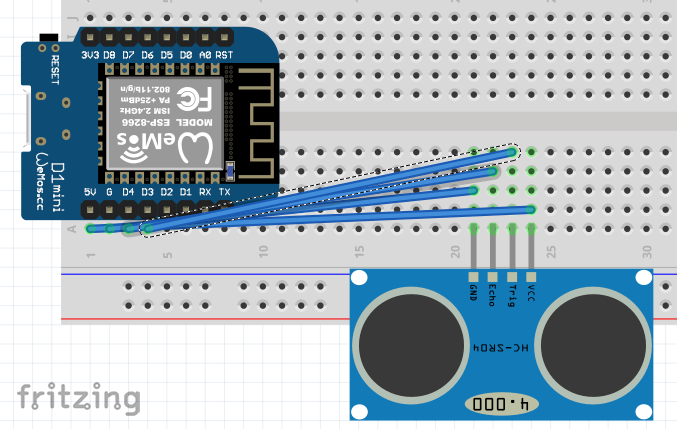 J
I
3V3 D8 D7 D6 D5 D0 A0 RST
RESET
802.11b/g/n
PA +25dBm
ISM 2.4GHz
FC
MODEL ESP-8266
WeMos
D1 mini
WeMos.cc
5V G D4 D3 D2 D1 RX TX
A
1 5 10 15 20 25 30
GND Echo Trig VCC
HC-SR04
4.000
fritzing